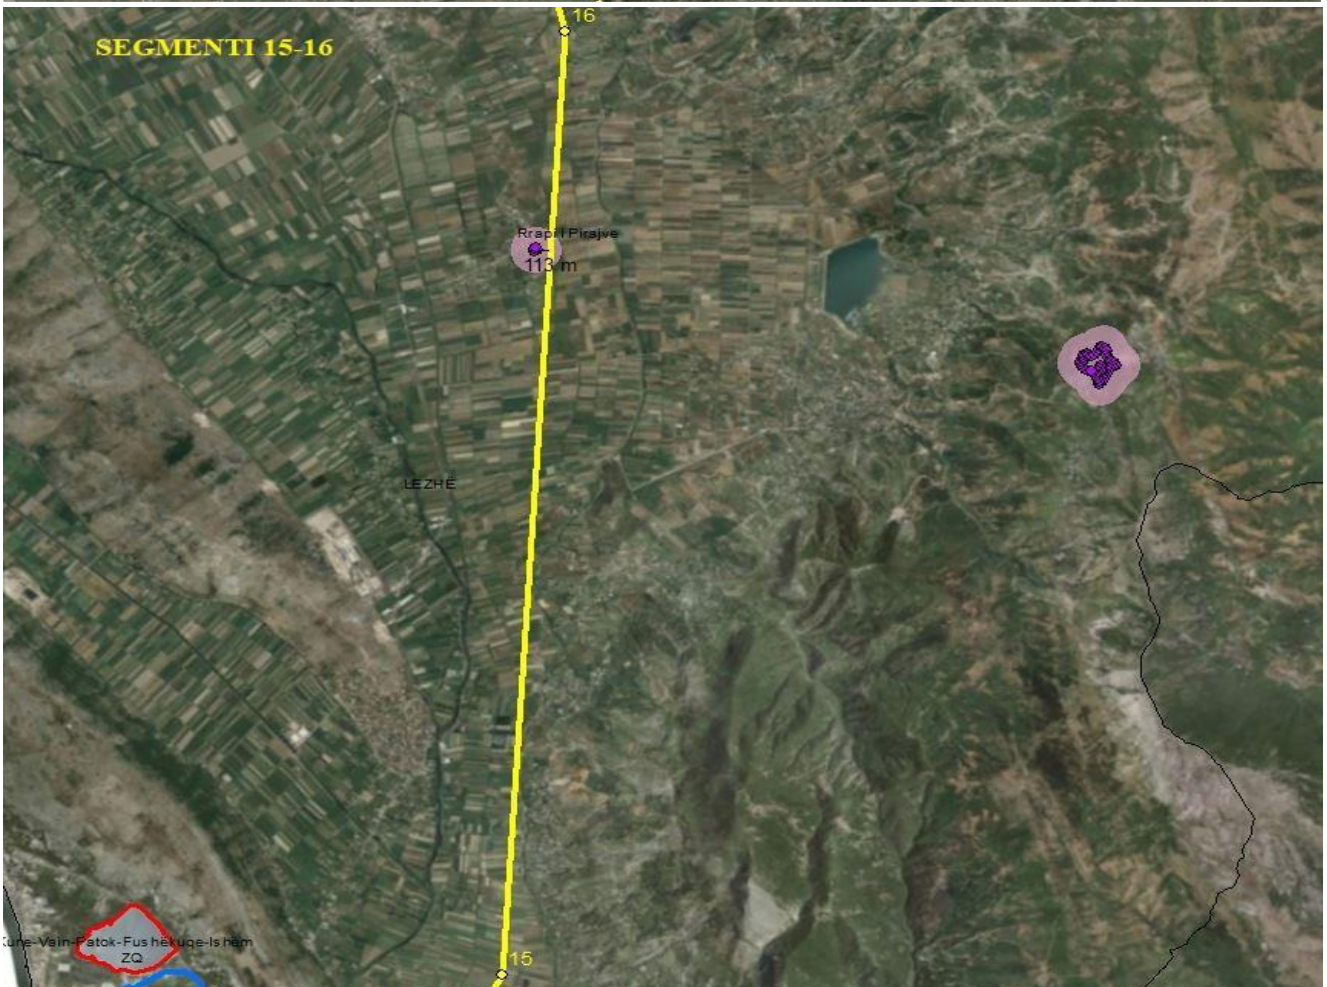 16
SEGMENTI 15-16
Rrapi I Pirajve
113 m
LEZHË
Kune-Vain-Patok-Fushëkuqe-Ishëm
ZQ
15